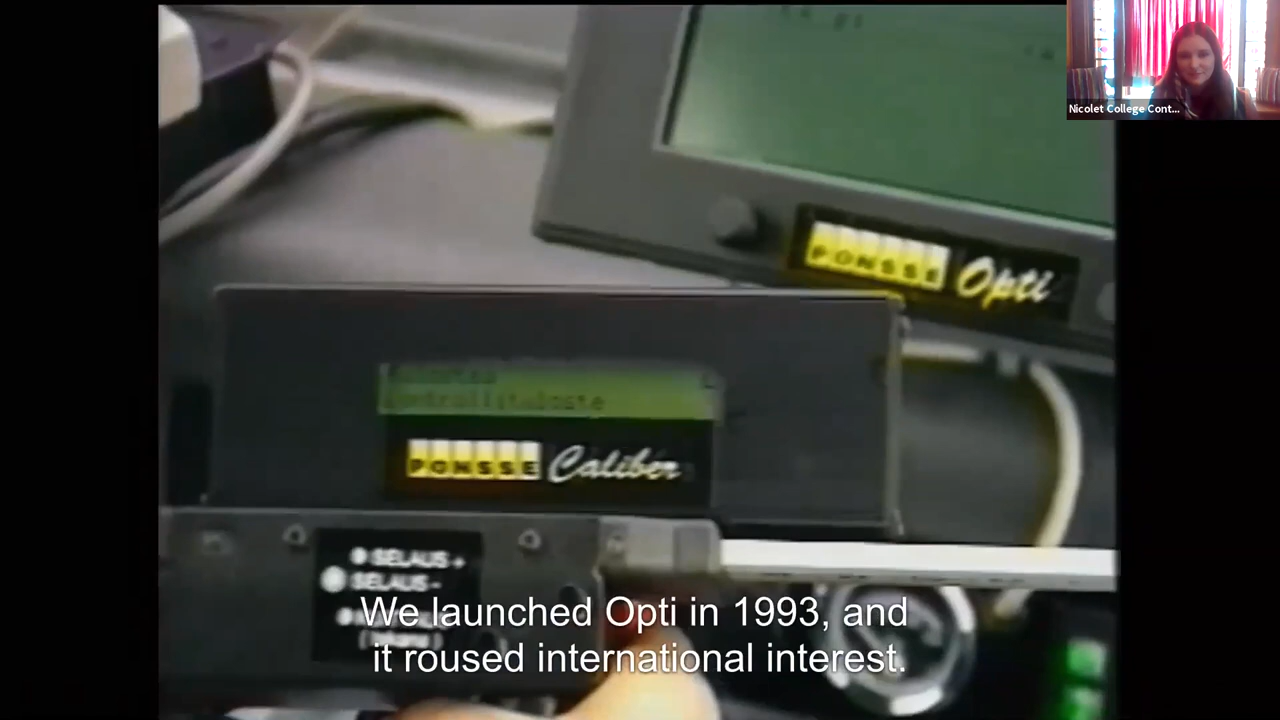 Nicolet College Cont...
PONSSE Opti
PONSSE Caliber
SELAUS +
SELAUS -
We launched Opti in 1993, and
it roused international interest.